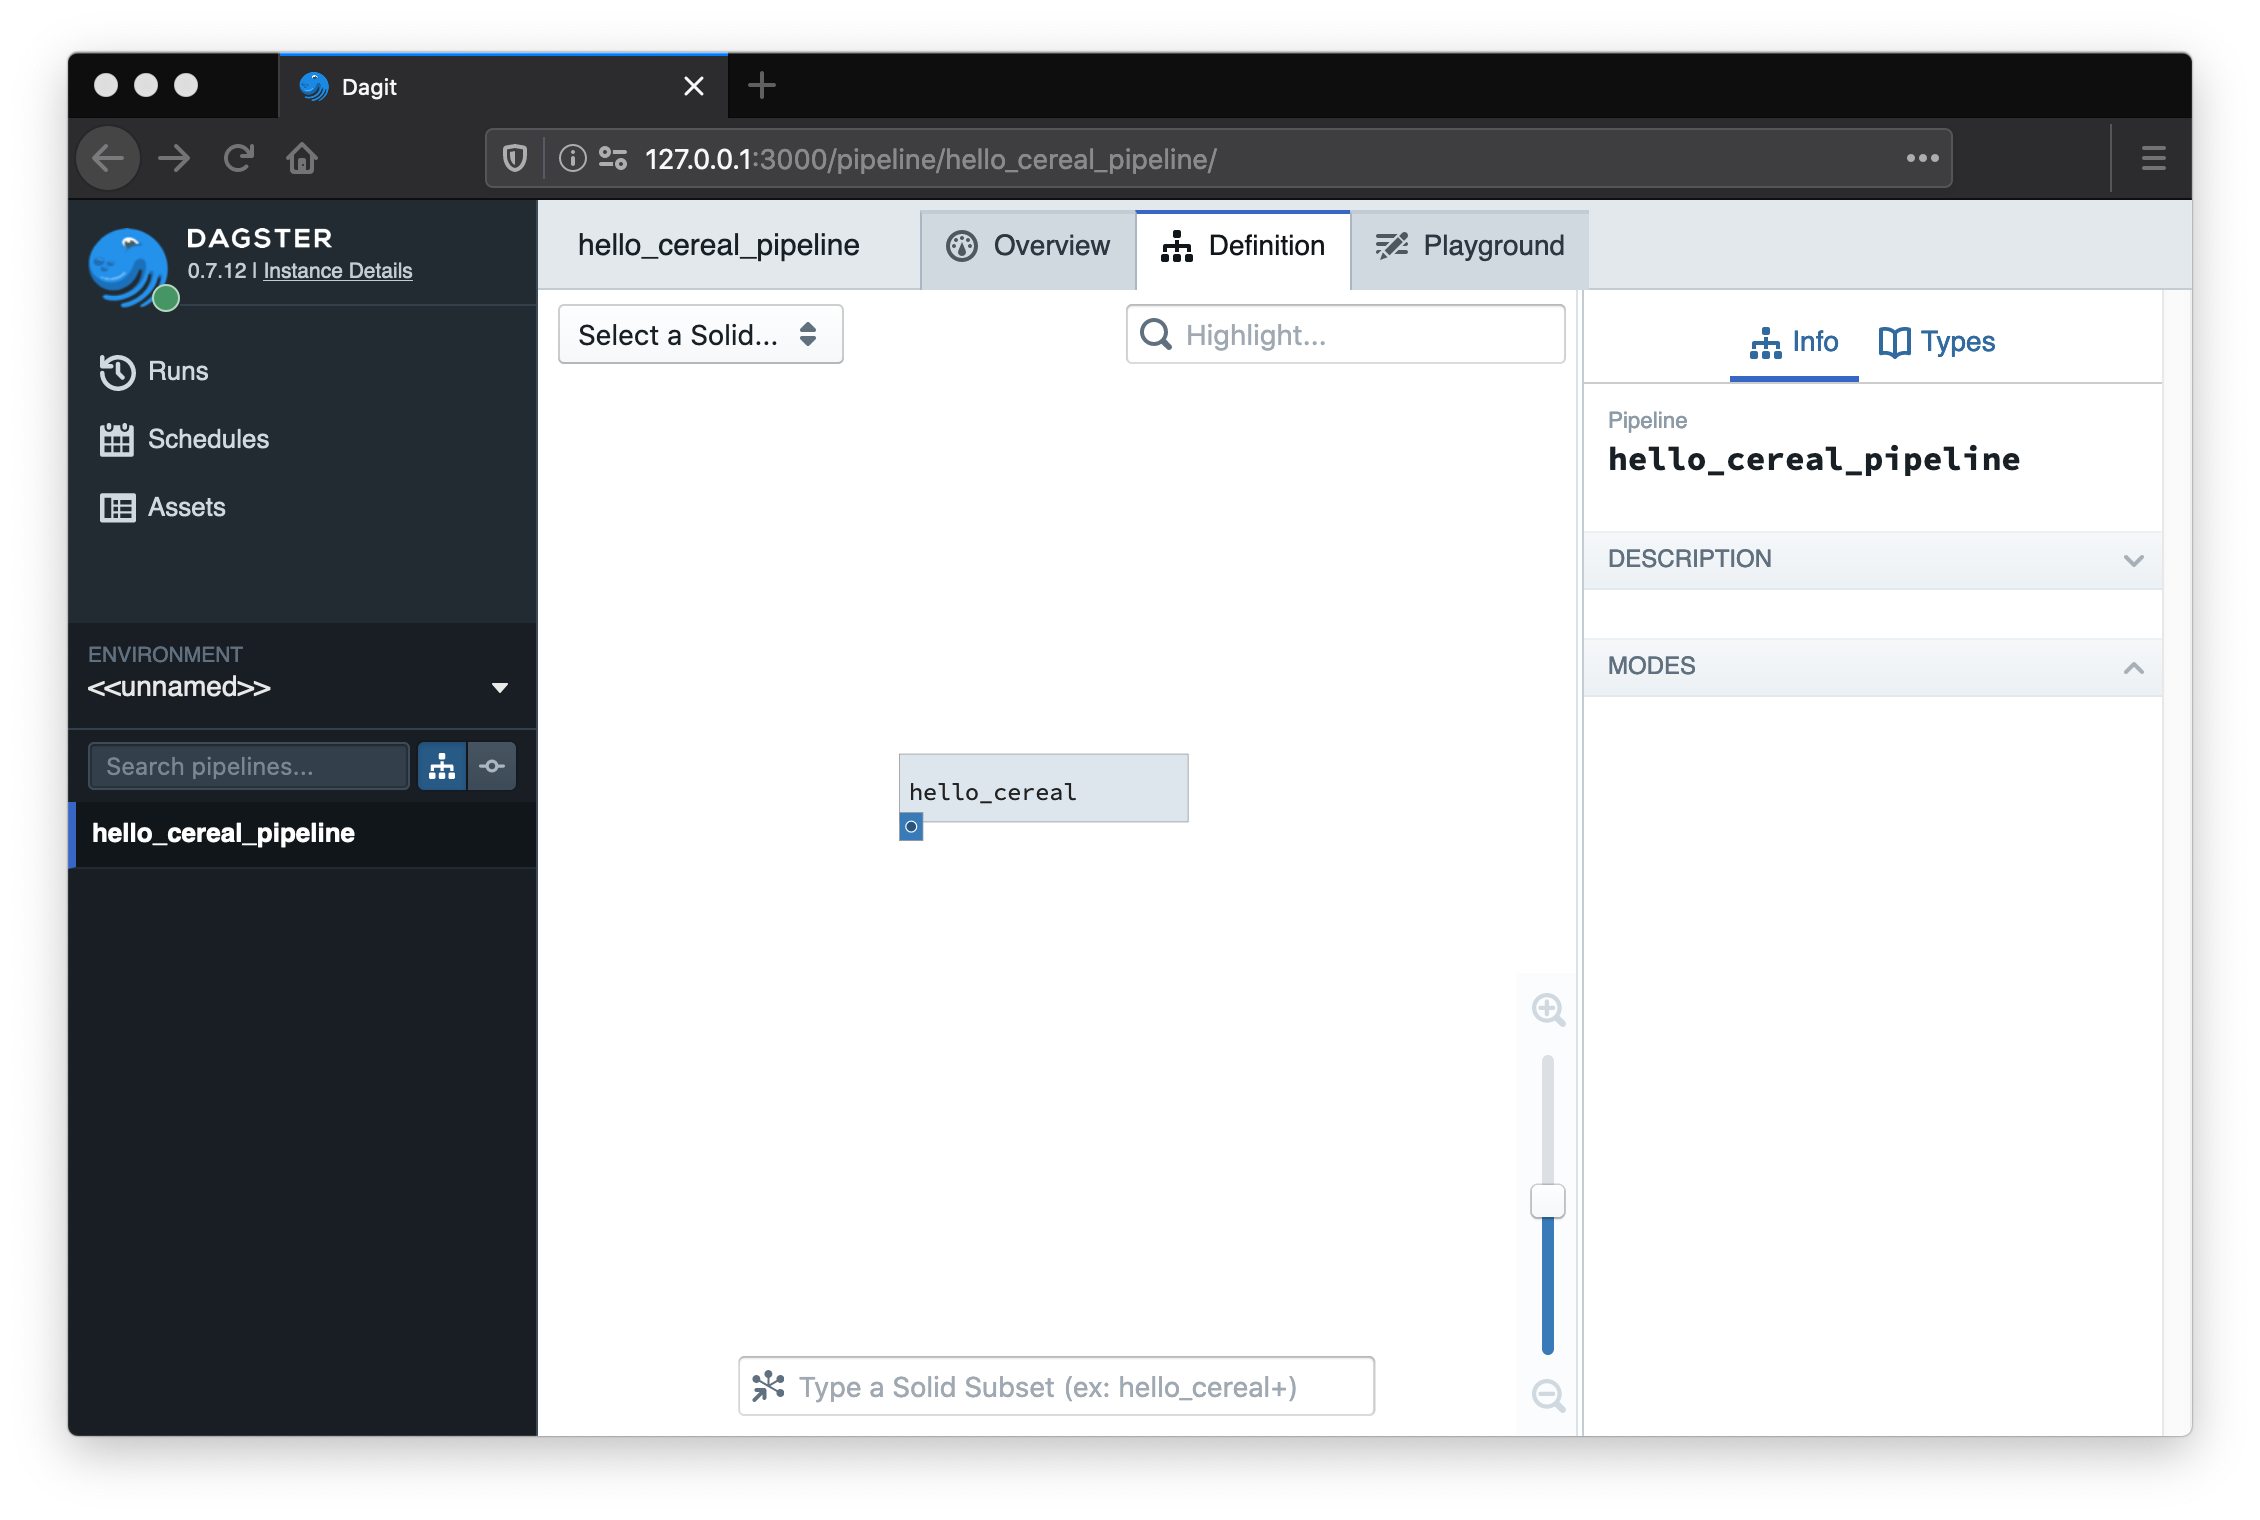 Dagit
127.0.0.1:3000/pipeline/hello_cereal_pipeline/
DAGSTER
0.7.12 | Instance Details
Runs
Schedules
Assets
ENVIRONMENT
<<unnamed>>
Search pipelines...
hello_cereal_pipeline
hello_cereal_pipeline
Overview
Definition
Playground
Select a Solid...
Highlight...
hello_cereal
Type a Solid Subset (ex: hello_cereal+)
Info
Types
Pipeline
hello_cereal_pipeline
DESCRIPTION
MODES